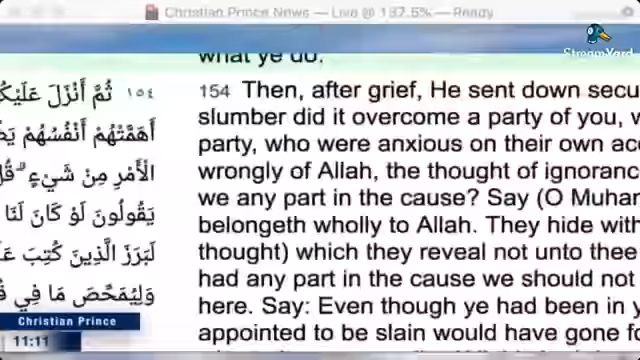 Christian Prince News — Live @ 137.5% — Ready
StreamYard
what ye do.
١٥٤ ثُمَّ أَنْزَلَ عَلَيْكُ
أَهَمَّتْهُمْ أَنْفُسُهُمْ يَظُ
الْأَمْرِ مِنْ شَيْءٍ ۗ قُلْ
يَقُولُونَ لَوْ كَانَ لَنَا
لَبَرَزَ الَّذِينَ كُتِبَ عَلَ
وَلِيُمَحِّصَ مَا فِي قُ
154 Then, after grief, He sent down secu
slumber did it overcome a party of you, w
party, who were anxious on their own acc
wrongly of Allah, the thought of ignoranc
we any part in the cause? Say (O Muham
belongeth wholly to Allah. They hide with
thought) which they reveal not unto thee
had any part in the cause we should not
here. Say: Even though ye had been in y
appointed to be slain would have gone fo
Christian Prince
11:11